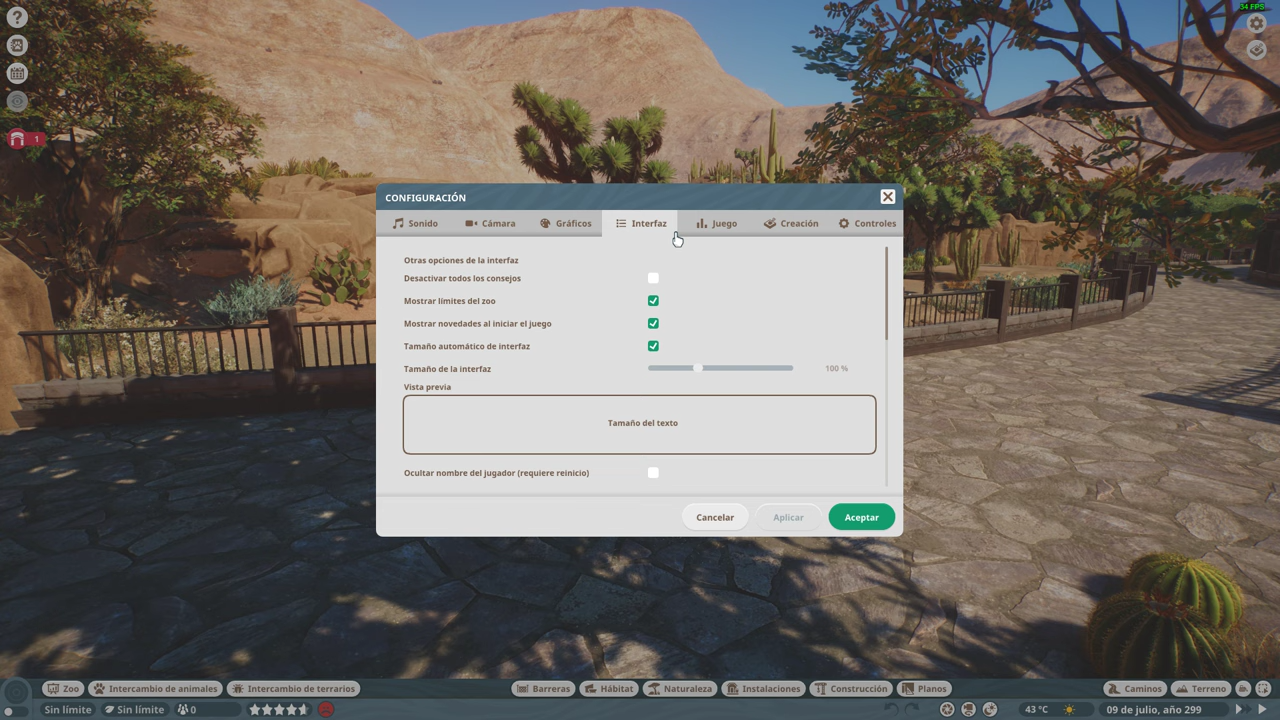 34 FPS
1
CONFIGURACIÓN
Sonido Cámara Gráficos Interfaz Juego Creación Controles
Otras opciones de la interfaz
Desactivar todos los consejos
Mostrar límites del zoo
Mostrar novedades al iniciar el juego
Tamaño automático de interfaz
Tamaño de la interfaz 100 %
Vista previa
Tamaño del texto
Ocultar nombre del jugador (requiere reinicio)
Cancelar Aplicar Aceptar
Zoo Intercambio de animales Intercambio de terrarios Barreras Hábitat Naturaleza Instalaciones Construcción Planos Caminos Terreno
Sin límite Sin límite 0 43 °C 09 de julio, año 299